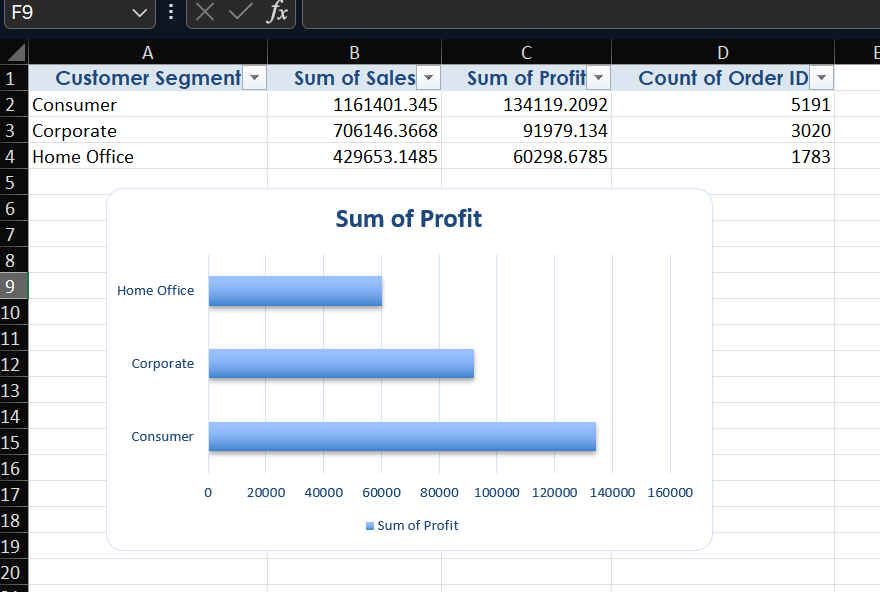 F9 fx
A B C D E
1 Customer Segment Sum of Sales Sum of Profit Count of Order ID
2 Consumer 1161401.345 134119.2092 5191
3 Corporate 706146.3668 91979.134 3020
4 Home Office 429653.1485 60298.6785 1783
5
6
7
8
9
10
11
12
13
14
15
16
17
18
19
20
Sum of Profit
Home Office
Corporate
Consumer
0 20000 40000 60000 80000 100000 120000 140000 160000
Sum of Profit